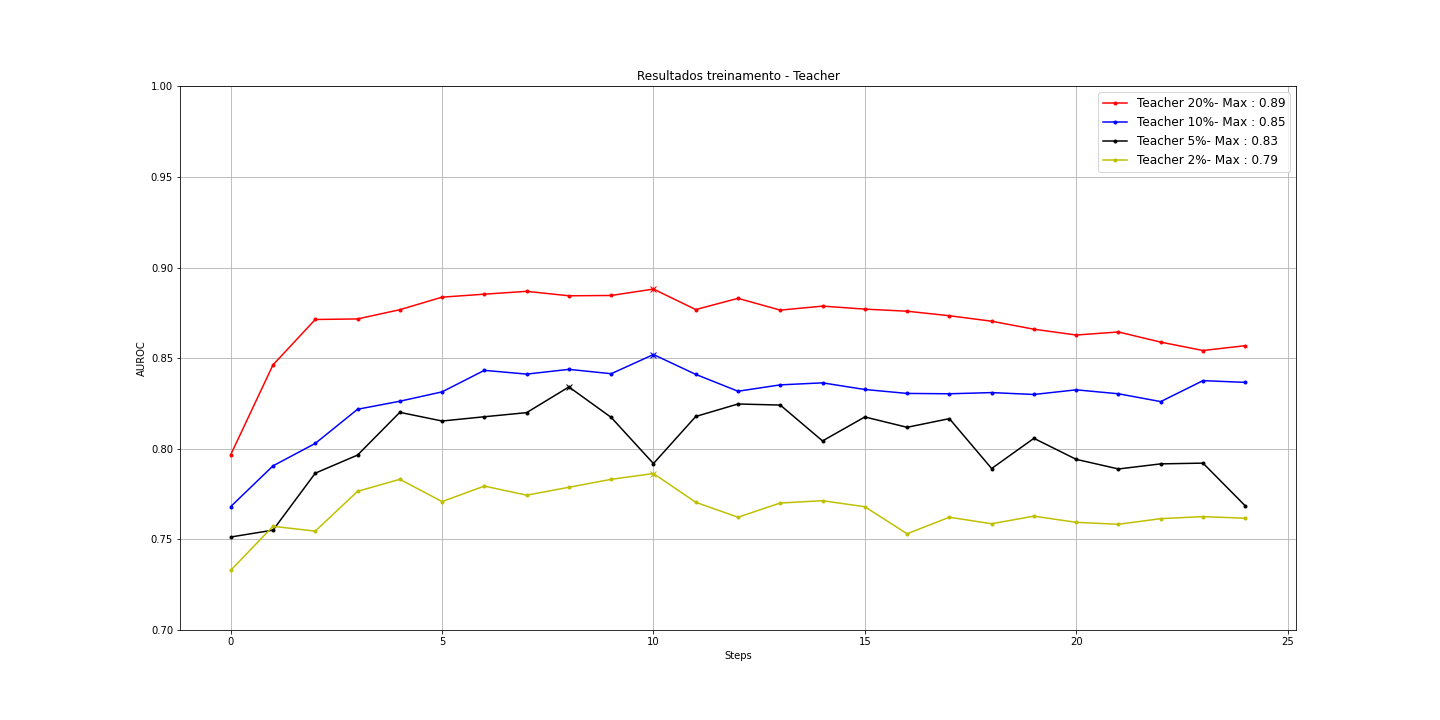 Resultados treinamento - Teacher
1.00
0.95
0.90
0.85
0.80
0.75
0.70
AUROC
Teacher 20%- Max : 0.89
Teacher 10%- Max : 0.85
Teacher 5%- Max : 0.83
Teacher 2%- Max : 0.79
0 5 10 15 20 25
Steps